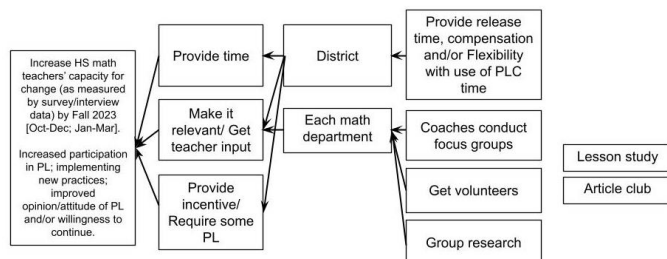 Increase HS math
teachers' capacity for
change (as measured
by survey/interview
data) by Fall 2023
[Oct-Dec; Jan-Mar].
Increased participation
in PL; implementing
new practices;
improved
opinion/attitude of PL
and/or willingness to
continue.
Provide time
Make it
relevant/ Get
teacher input
Provide
incentive/
Require some
PL
District
Each math
department
Provide release
time, compensation
and/or Flexibility
with use of PLC
time
Coaches conduct
focus groups
Get volunteers
Group research
Lesson study
Article club